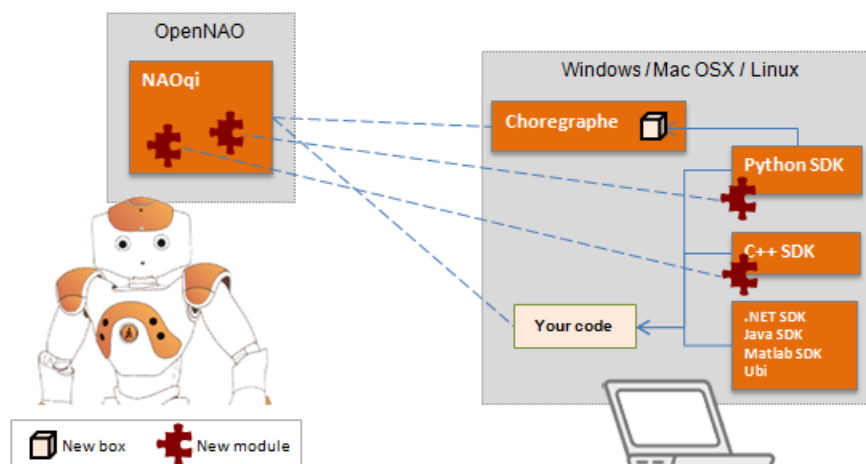 OpenNAO
NAOqi
Windows / Mac OSX / Linux
Choregraphe
Python SDK
C++ SDK
Your code
.NET SDK
Java SDK
Matlab SDK
Ubi
New box
New module